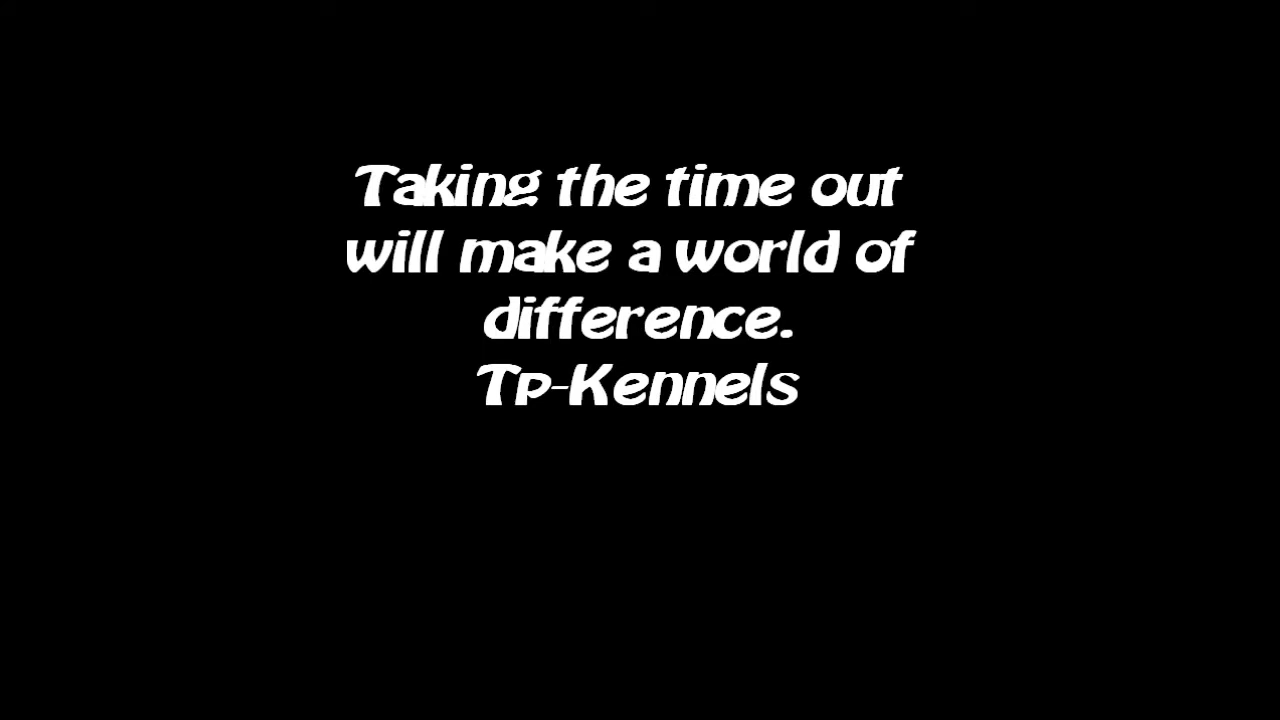 Taking the time out
will make a world of
difference.
Tp-Kennels